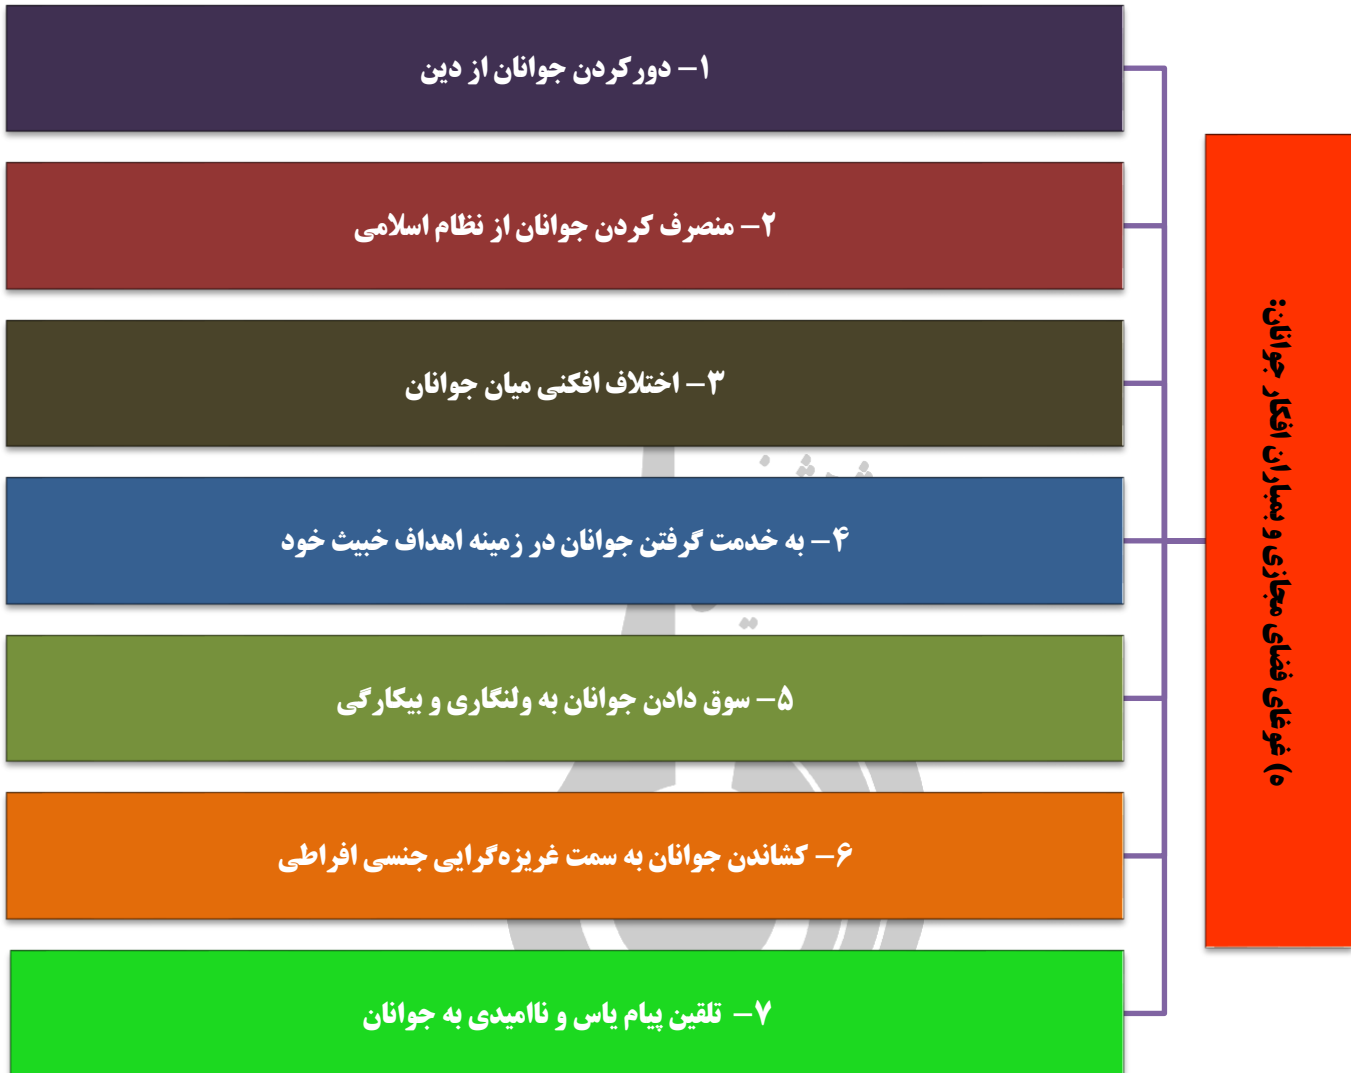 ه) غوغای فضای مجازی و بمباران افکار جوانان:
۱- دورکردن جوانان از دین
۲- منصرف کردن جوانان از نظام اسلامی
۳- اختلاف افکنی میان جوانان
۴- به خدمت گرفتن جوانان در زمینه اهداف خبیث خود
۵- سوق دادن جوانان به ولنگاری و بیکارگی
۶- کشاندن جوانان به سمت غریزه‌گرایی جنسی افراطی
۷- تلقین پیام یاس و ناامیدی به جوانان